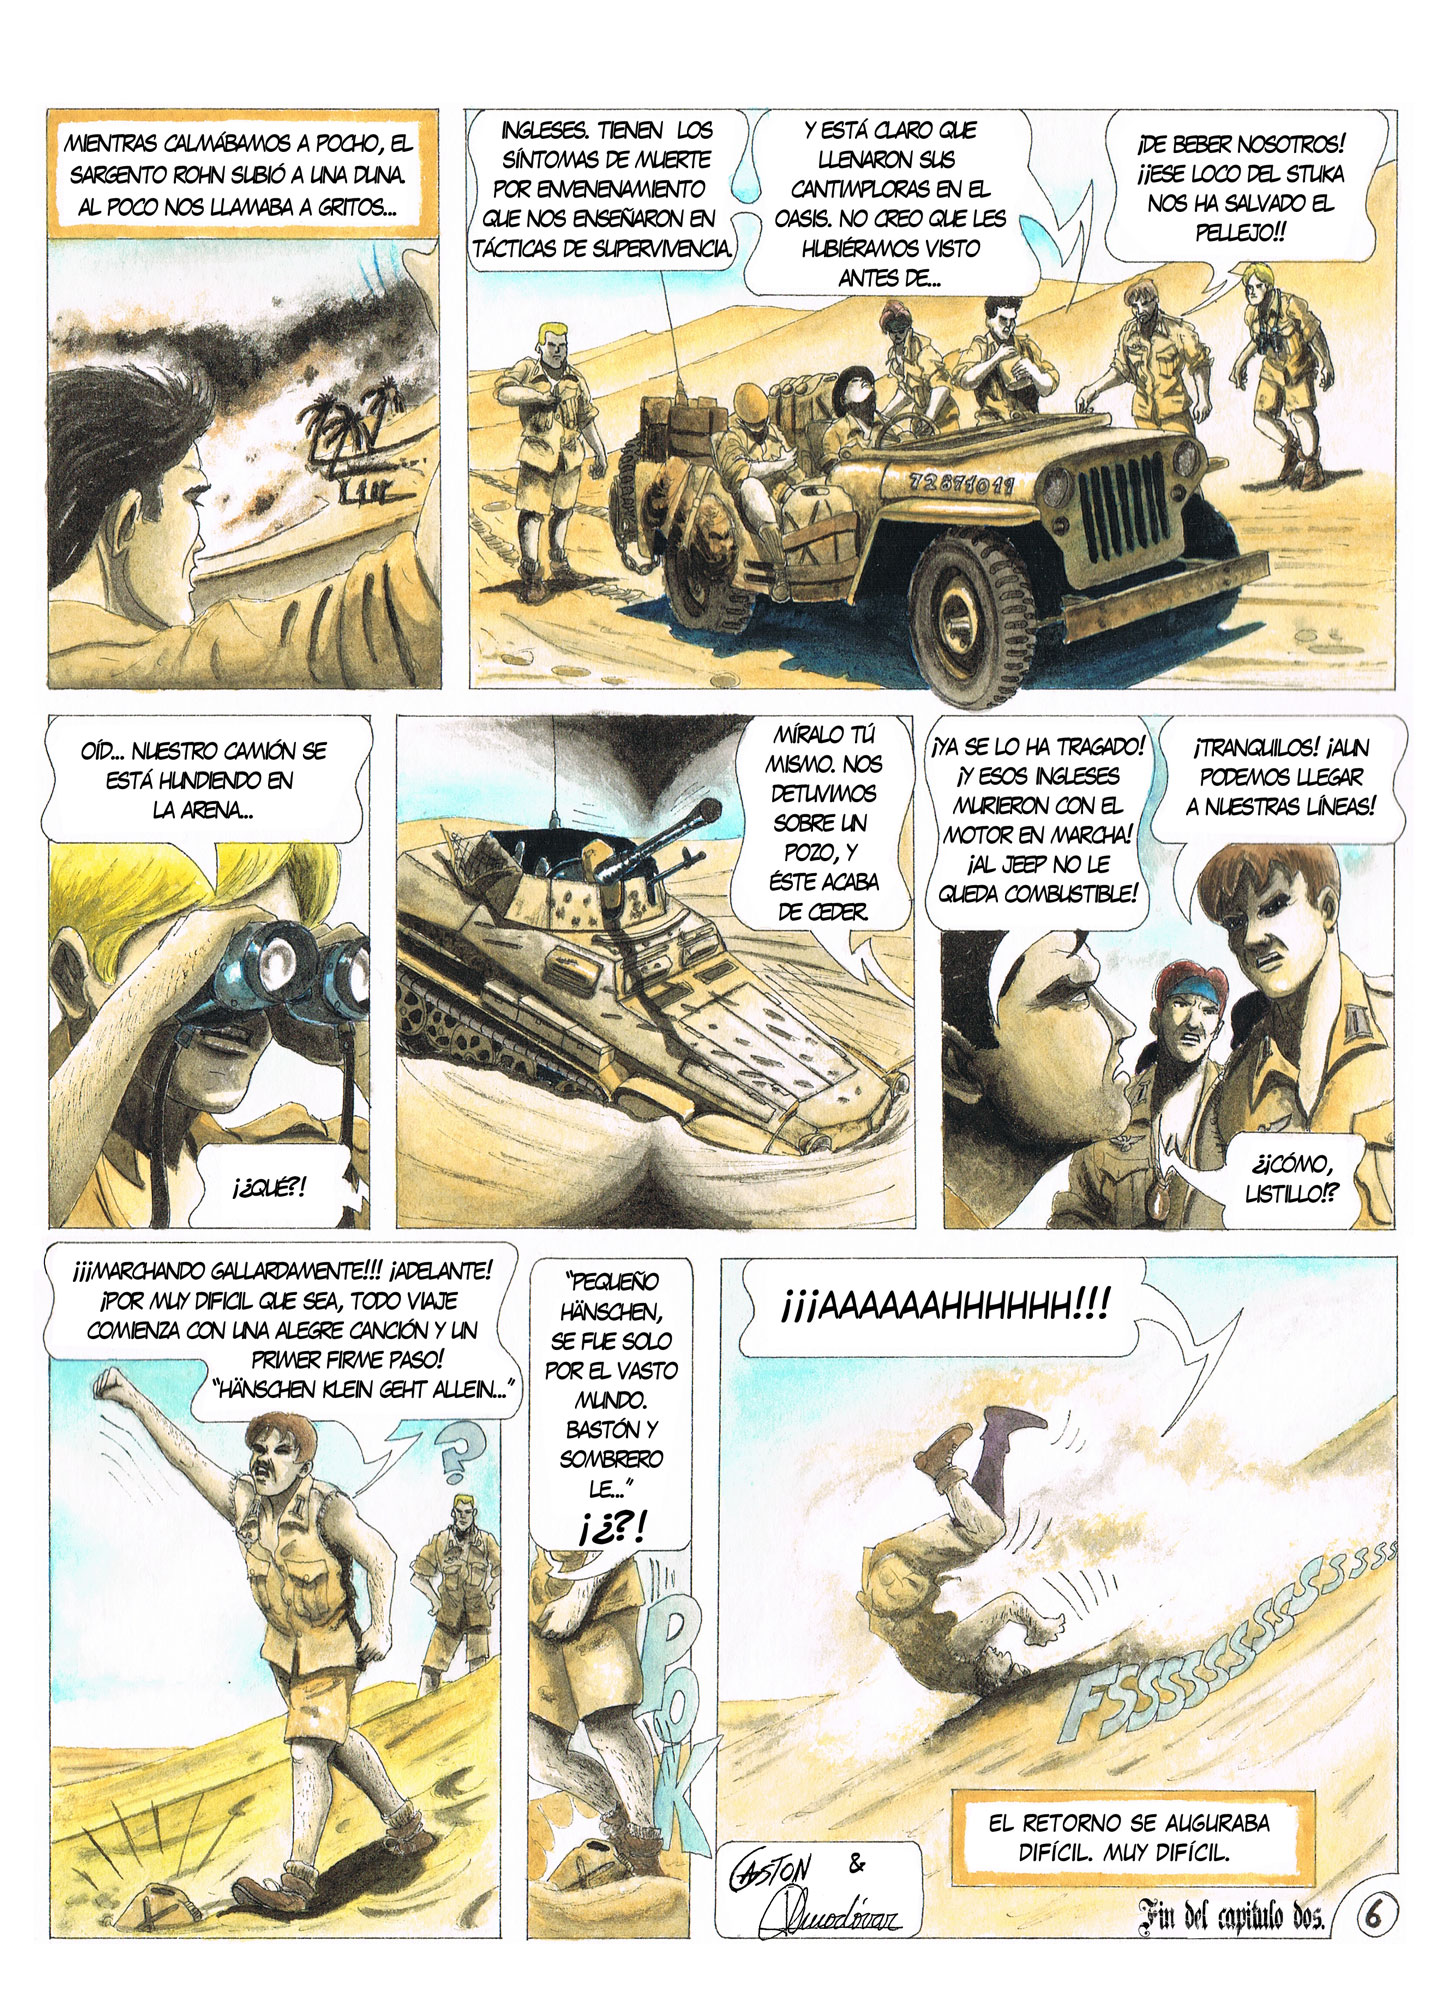 MIENTRAS CALMÁBAMOS A POCHO, EL
SARGENTO ROHN SUBIÓ A UNA DUNA.
AL POCO NOS LLAMABA A GRITOS...
INGLESES. TIENEN LOS
SÍNTOMAS DE MUERTE
POR ENVENENAMIENTO
QUE NOS ENSEÑARON EN
TÁCTICAS DE SUPERVIVENCIA.
Y ESTÁ CLARO QUE
LLENARON SUS
CANTIMPLORAS EN EL
OASIS. NO CREO QUE LES
HUBIÉRAMOS VISTO
ANTES DE...
¡DE BEBER NOSOTROS!
¡¡ESE LOCO DEL STUKA
NOS HA SALVADO EL
PELLEJO!!
72871011
OÍD... NUESTRO CAMIÓN SE
ESTÁ HUNDIENDO EN
LA ARENA...
¡¿QUÉ?!
MÍRALO TÚ
MISMO. NOS
DETUVIMOS
SOBRE UN
POZO, Y
ÉSTE ACABA
DE CEDER.
¡YA SE LO HA TRAGADO!
¡Y ESOS INGLESES
MURIERON CON EL
MOTOR EN MARCHA!
¡AL JEEP NO LE
QUEDA COMBUSTIBLE!
¡TRANQUILOS! ¡AUN
PODEMOS LLEGAR
A NUESTRAS LÍNEAS!
¿¡CÓMO,
LISTILLO!?
¡¡¡MARCHANDO GALLARDAMENTE!!! ¡ADELANTE!
¡POR MUY DIFICIL QUE SEA, TODO VIAJE
COMIENZA CON UNA ALEGRE CANCIÓN Y UN
PRIMER FIRME PASO!
"HÄNSCHEN KLEIN GEHT ALLEIN..."
?
"PEQUEÑO
HÄNSCHEN,
SE FUE SOLO
POR EL VASTO
MUNDO.
BASTÓN Y
SOMBRERO
LE..."
¡¿?!
POK
¡¡¡AAAAAAHHHHHH!!!
FSSSSSSSSSSSSSSS
EL RETORNO SE AUGURABA
DIFÍCIL. MUY DIFÍCIL.
GASTON &
Almodóvar
Fin del capitulo dos.
6